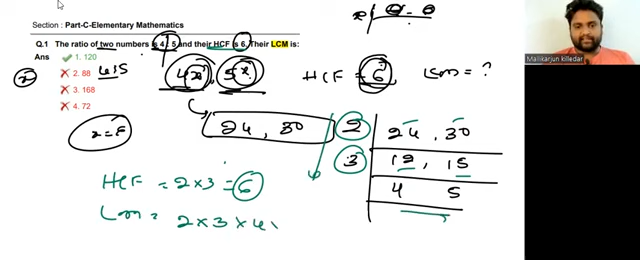 Section : Part-C-Elementary Mathematics
Q.1 The ratio of two numbers is 4 : 5 and their HCF is 6. Their LCM is:
Ans 1. 120
2. 88
3. 168
4. 72
4:5
4x, 5x
HCF = 6 Lcm = ?
24, 30
2 24, 30
3 12, 15
4 5
HCF = 2 x 3 = 6
Lcm = 2 x 3 x 4 x
Mallikarjun killedar